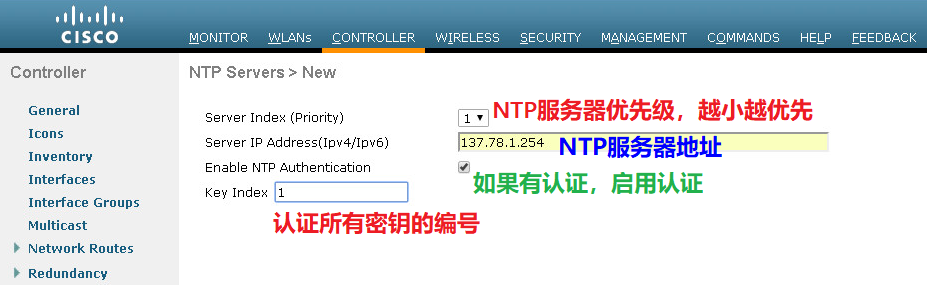 CISCO
MONITOR WLANs CONTROLLER WIRELESS SECURITY MANAGEMENT COMMANDS HELP FEEDBACK
Controller
NTP Servers > New
General
Icons
Inventory
Interfaces
Interface Groups
Multicast
Network Routes
Redundancy
Server Index (Priority) 1 NTP服务器优先级，越小越优先
Server IP Address(Ipv4/Ipv6) 137.78.1.254 NTP服务器地址
Enable NTP Authentication 如果有认证，启用认证
Key Index 1
认证所有密钥的编号